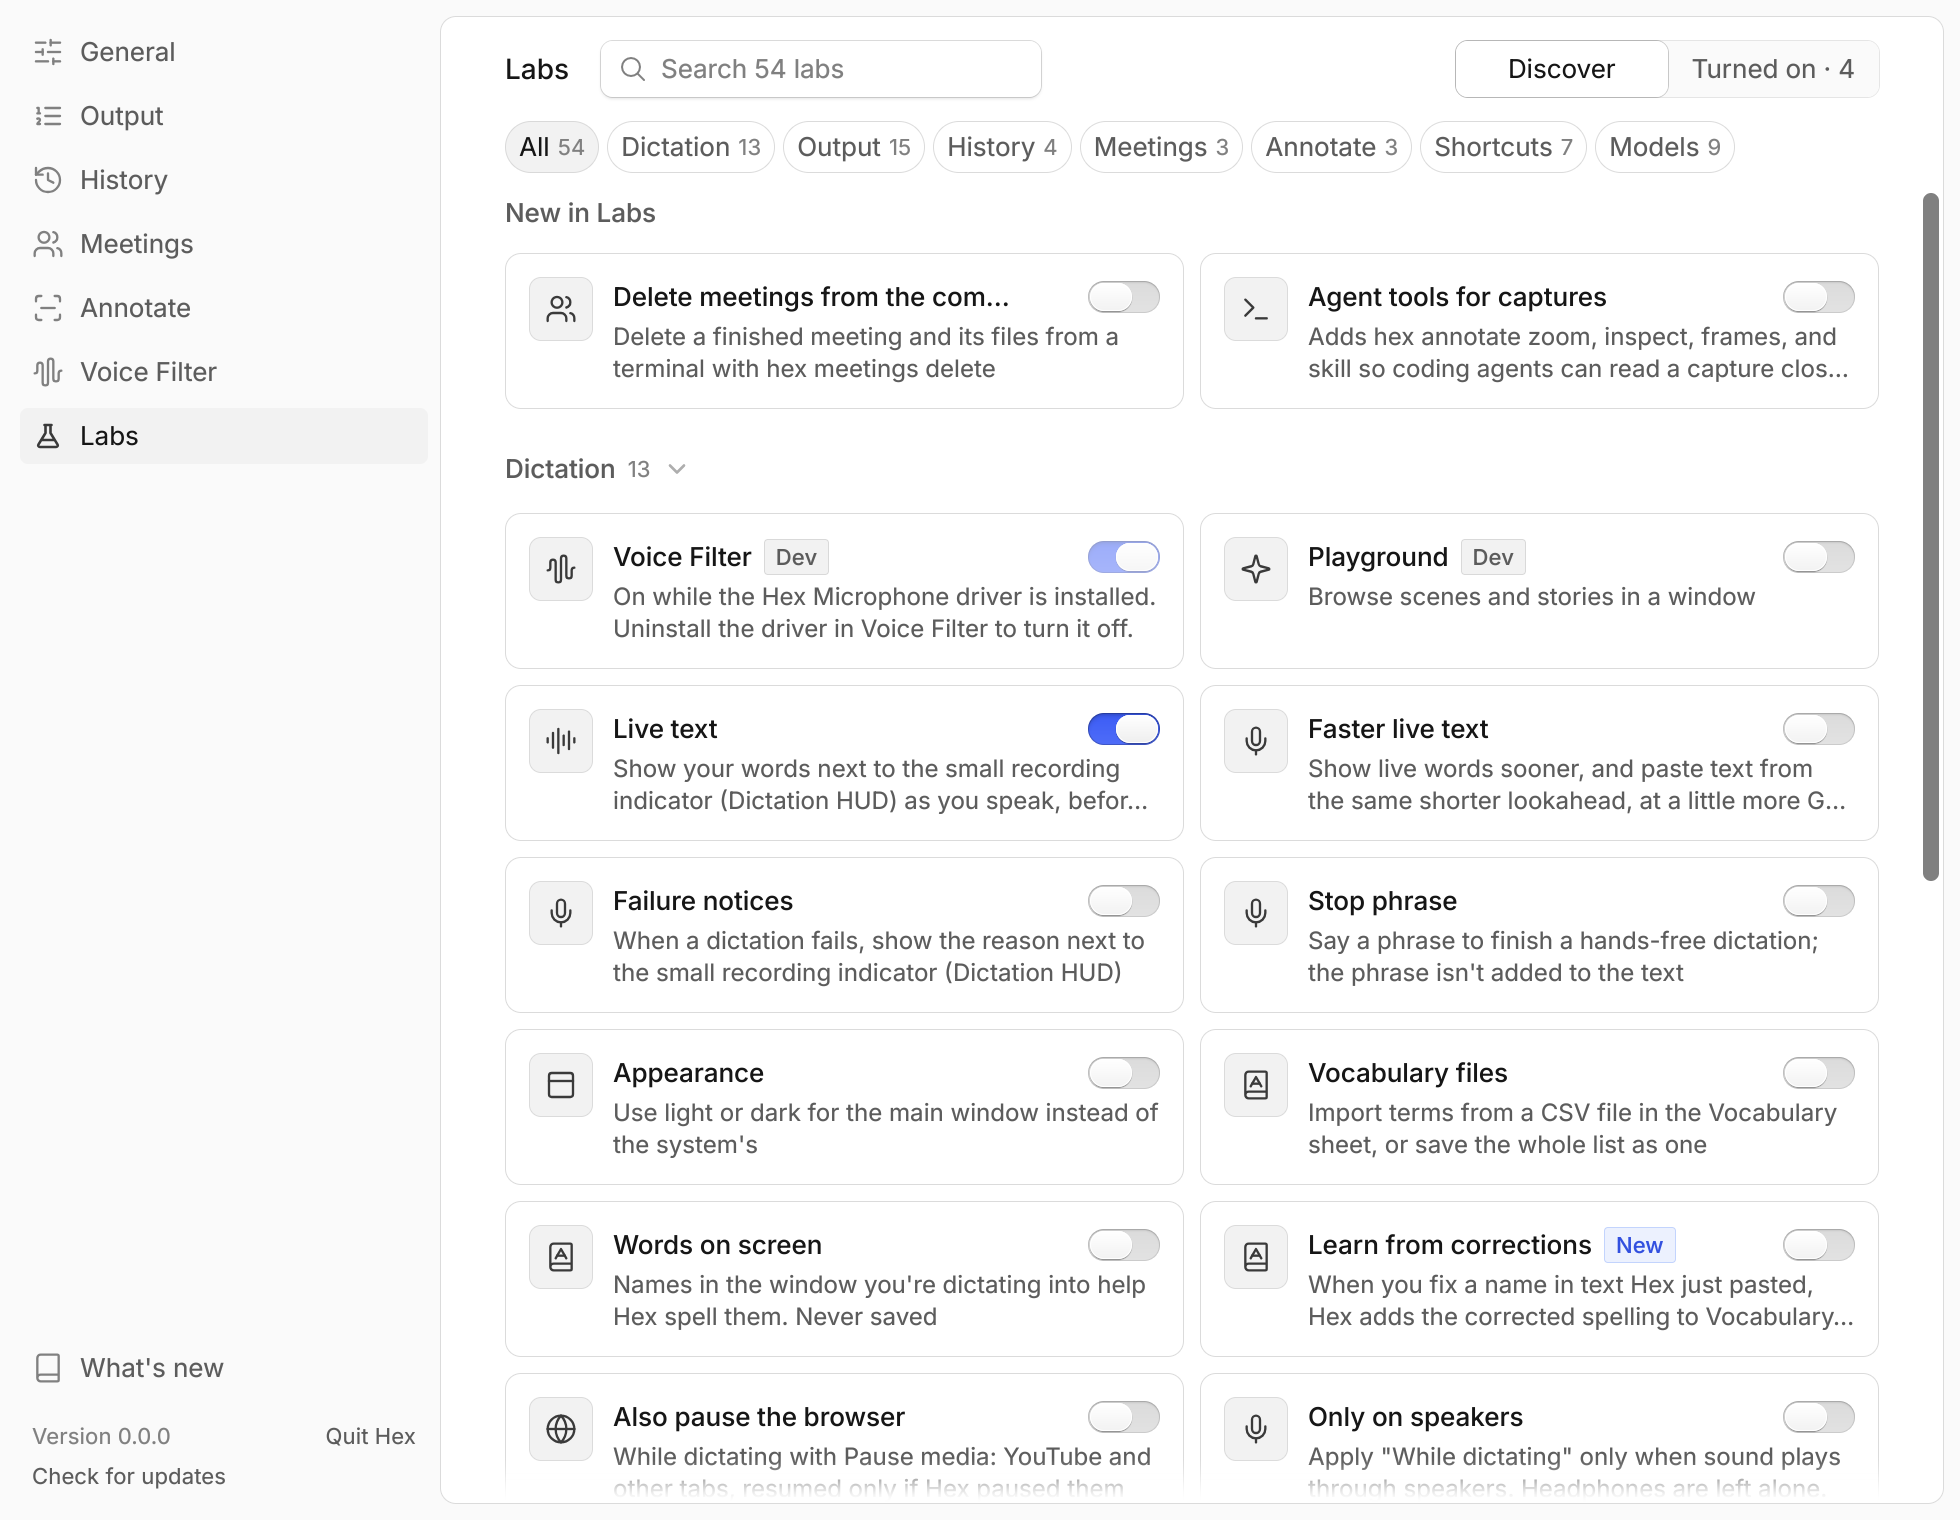 General
Output
History
Meetings
Annotate
Voice Filter
Labs
What's new
Version 0.0.0
Quit Hex
Check for updates
Labs
Search 54 labs
Discover
Turned on · 4
All 54
Dictation 13
Output 15
History 4
Meetings 3
Annotate 3
Shortcuts 7
Models 9
New in Labs
Delete meetings from the com...
Delete a finished meeting and its files from a
terminal with hex meetings delete
Agent tools for captures
Adds hex annotate zoom, inspect, frames, and
skill so coding agents can read a capture clos...
Dictation 13
Voice Filter Dev
On while the Hex Microphone driver is installed.
Uninstall the driver in Voice Filter to turn it off.
Playground Dev
Browse scenes and stories in a window
Live text
Show your words next to the small recording
indicator (Dictation HUD) as you speak, befor...
Faster live text
Show live words sooner, and paste text from
the same shorter lookahead, at a little more G...
Failure notices
When a dictation fails, show the reason next to
the small recording indicator (Dictation HUD)
Stop phrase
Say a phrase to finish a hands-free dictation;
the phrase isn't added to the text
Appearance
Use light or dark for the main window instead of
the system's
Vocabulary files
Import terms from a CSV file in the Vocabulary
sheet, or save the whole list as one
Words on screen
Names in the window you're dictating into help
Hex spell them. Never saved
Learn from corrections New
When you fix a name in text Hex just pasted,
Hex adds the corrected spelling to Vocabulary...
Also pause the browser
While dictating with Pause media: YouTube and
other tabs, resumed only if Hex paused them
Only on speakers
Apply "While dictating" only when sound plays
through speakers. Headphones are left alone.